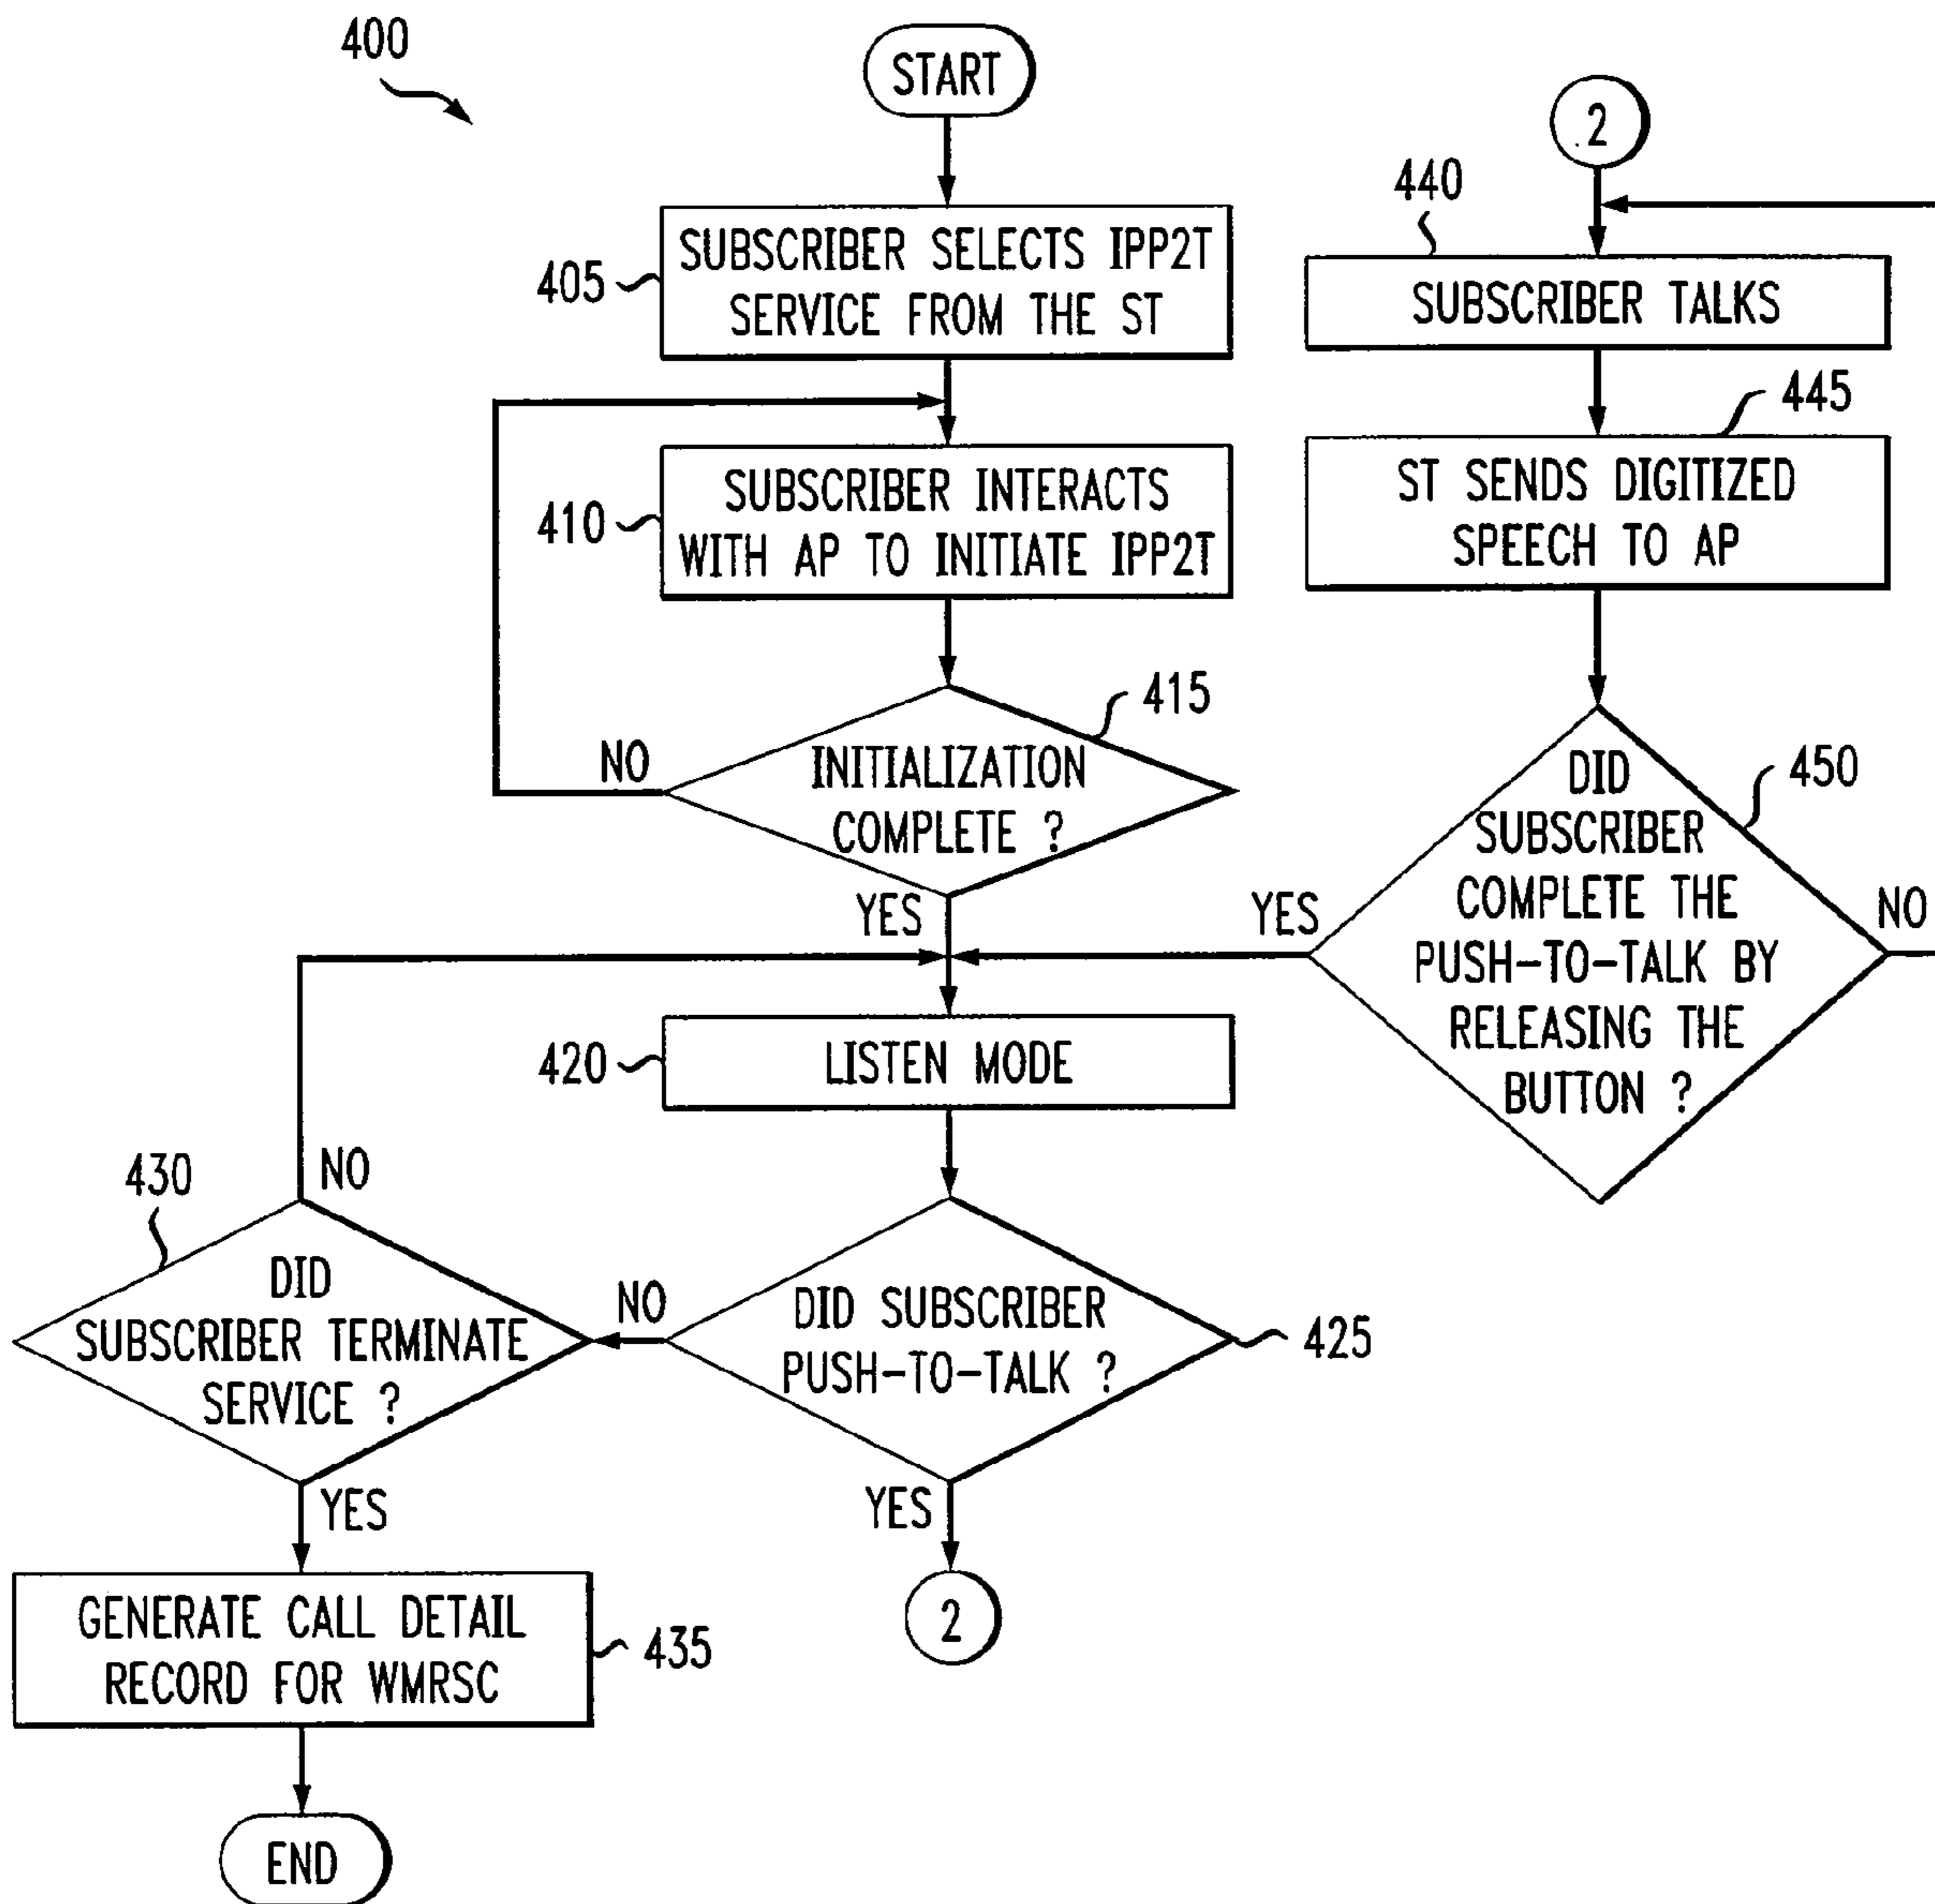 400
START
405
SUBSCRIBER SELECTS IPP2T
SERVICE FROM THE ST
410
SUBSCRIBER INTERACTS
WITH AP TO INITIATE IPP2T
415
INITIALIZATION
COMPLETE ?
NO
YES
420
LISTEN MODE
425
DID SUBSCRIBER
PUSH-TO-TALK ?
NO
YES
2
430
DID
SUBSCRIBER TERMINATE
SERVICE ?
NO
YES
GENERATE CALL DETAIL
RECORD FOR WMRSC
435
END
2
440
SUBSCRIBER TALKS
445
ST SENDS DIGITIZED
SPEECH TO AP
450
DID
SUBSCRIBER
COMPLETE THE
PUSH-TO-TALK BY
RELEASING THE
BUTTON ?
YES
NO